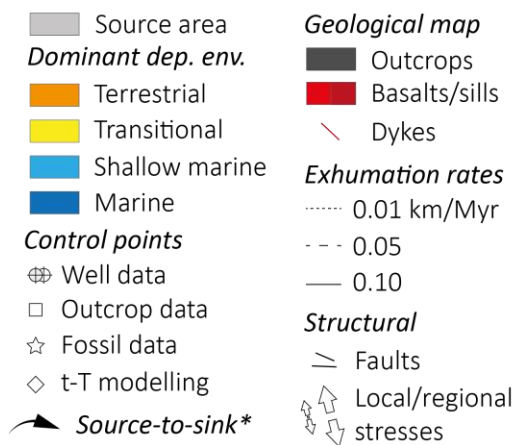 Source area
Dominant dep. env.
Terrestrial
Transitional
Shallow marine
Marine
Control points
Well data
Outcrop data
Fossil data
t-T modelling
Source-to-sink*
Geological map
Outcrops
Basalts/sills
Dykes
Exhumation rates
0.01 km/Myr
0.05
0.10
Structural
Faults
Local/regional
stresses